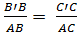 B′B/AB = C′C/AC